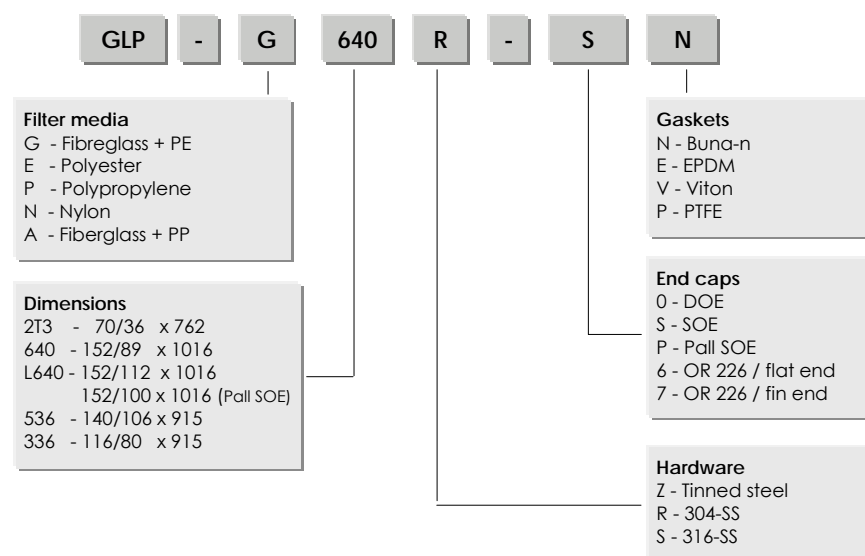 GLP - G 640 R - S N
Filter media
G - Fibreglass + PE
E - Polyester
P - Polypropylene
N - Nylon
A - Fiberglass + PP
Dimensions
2T3 - 70/36 x 762
640 - 152/89 x 1016
L640 - 152/112 x 1016
152/100 x 1016 (Pall SOE)
536 - 140/106 x 915
336 - 116/80 x 915
Gaskets
N - Buna-n
E - EPDM
V - Viton
P - PTFE
End caps
0 - DOE
S - SOE
P - Pall SOE
6 - OR 226 / flat end
7 - OR 226 / fin end
Hardware
Z - Tinned steel
R - 304-SS
S - 316-SS